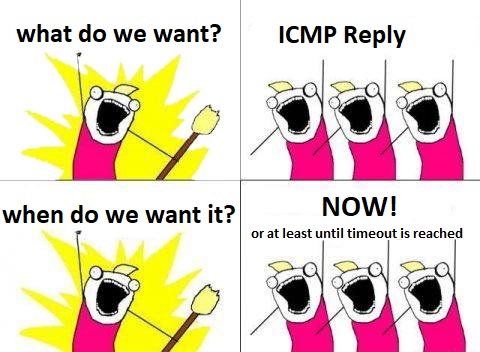 what do we want?
ICMP Reply
when do we want it?
NOW!
or at least until timeout is reached